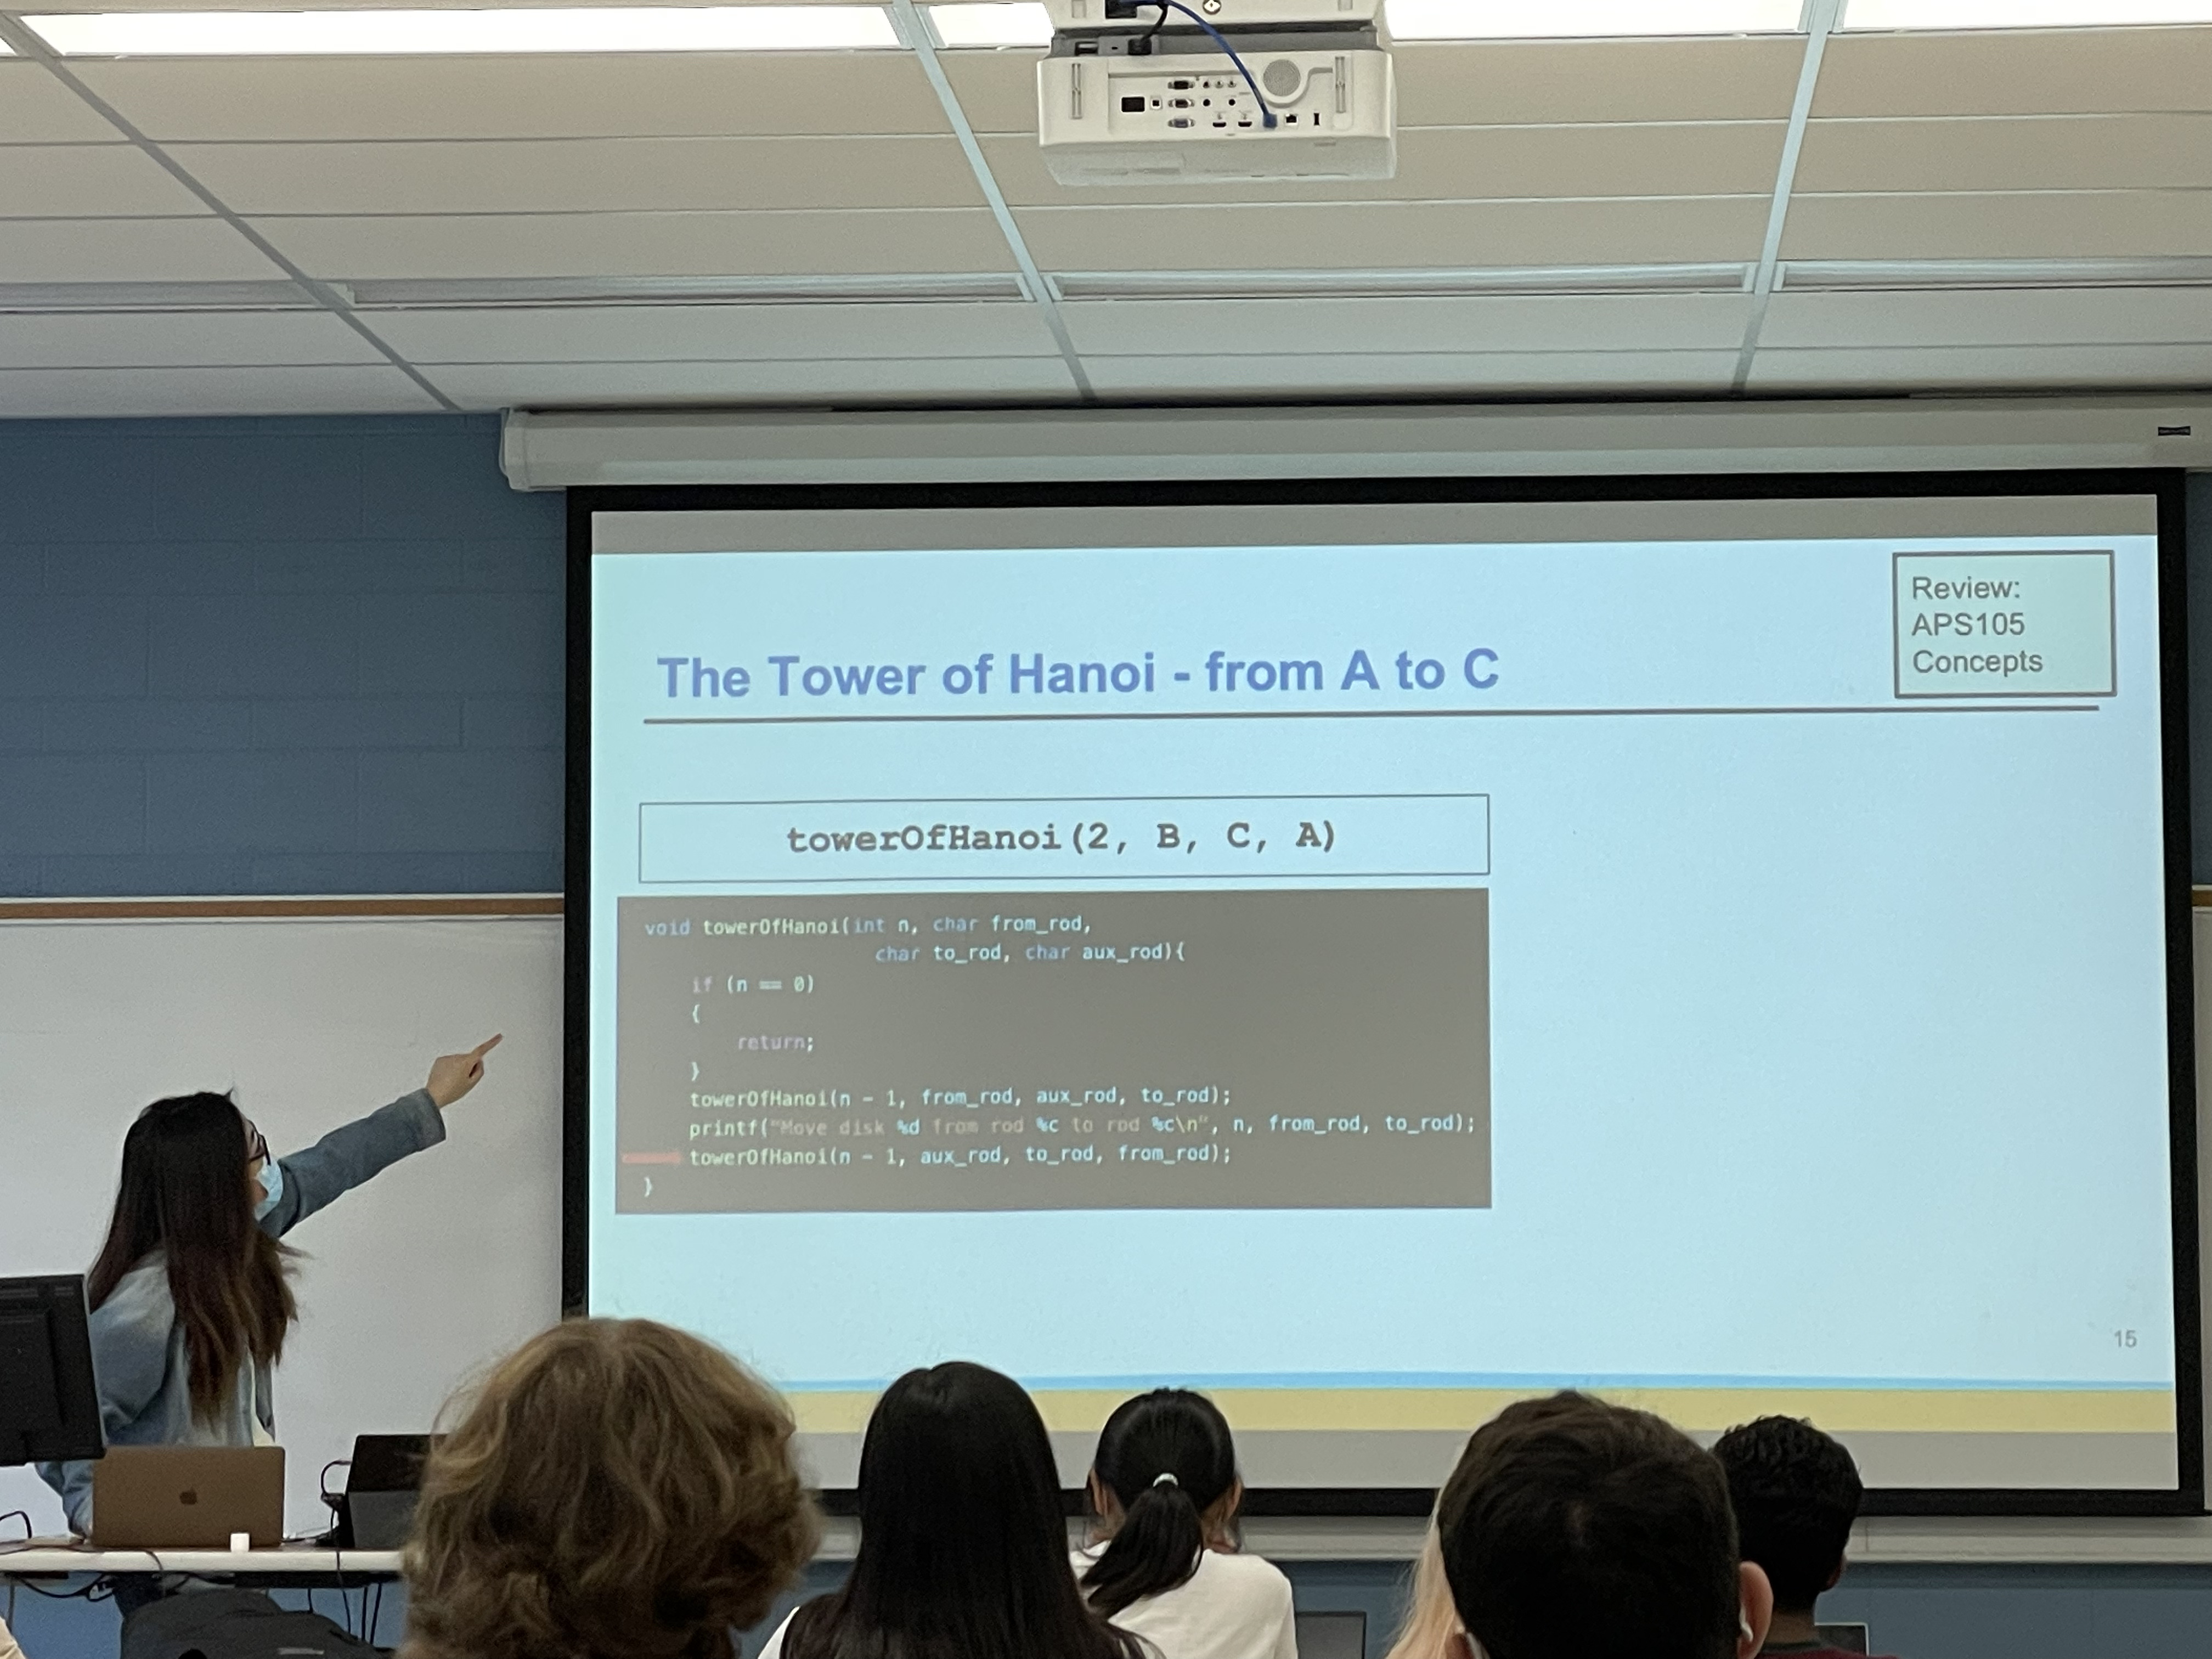 Review:
APS105
Concepts
The Tower of Hanoi - from A to C
towerOfHanoi(2, B, C, A)
void towerOfHanoi(int n, char from_rod,
char to_rod, char aux_rod){
if (n == 0)
{
return;
}
towerOfHanoi(n - 1, from_rod, aux_rod, to_rod);
printf("Move disk %d from rod %c to rod %c\n", n, from_rod, to_rod);
towerOfHanoi(n - 1, aux_rod, to_rod, from_rod);
}
15